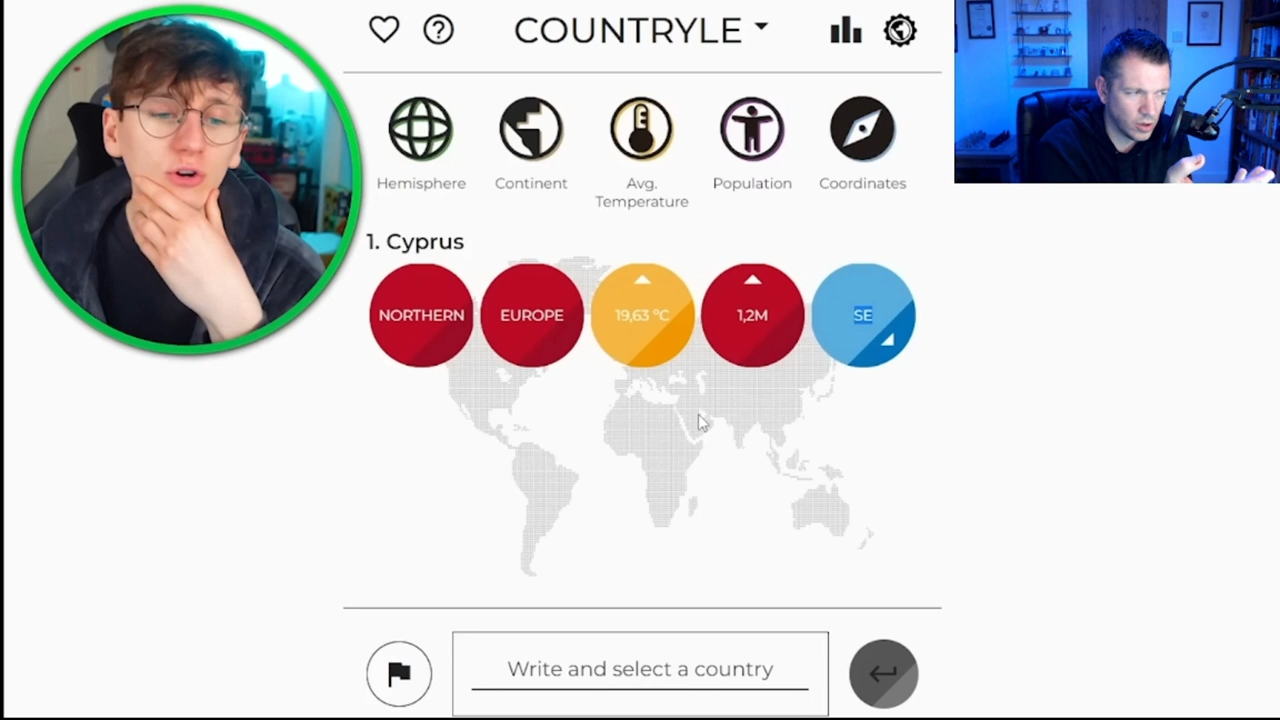 COUNTRYLE
Hemisphere
Continent
Avg. Temperature
Population
Coordinates
1. Cyprus
NORTHERN
EUROPE
19,63 ºC
1,2M
SE
Write and select a country